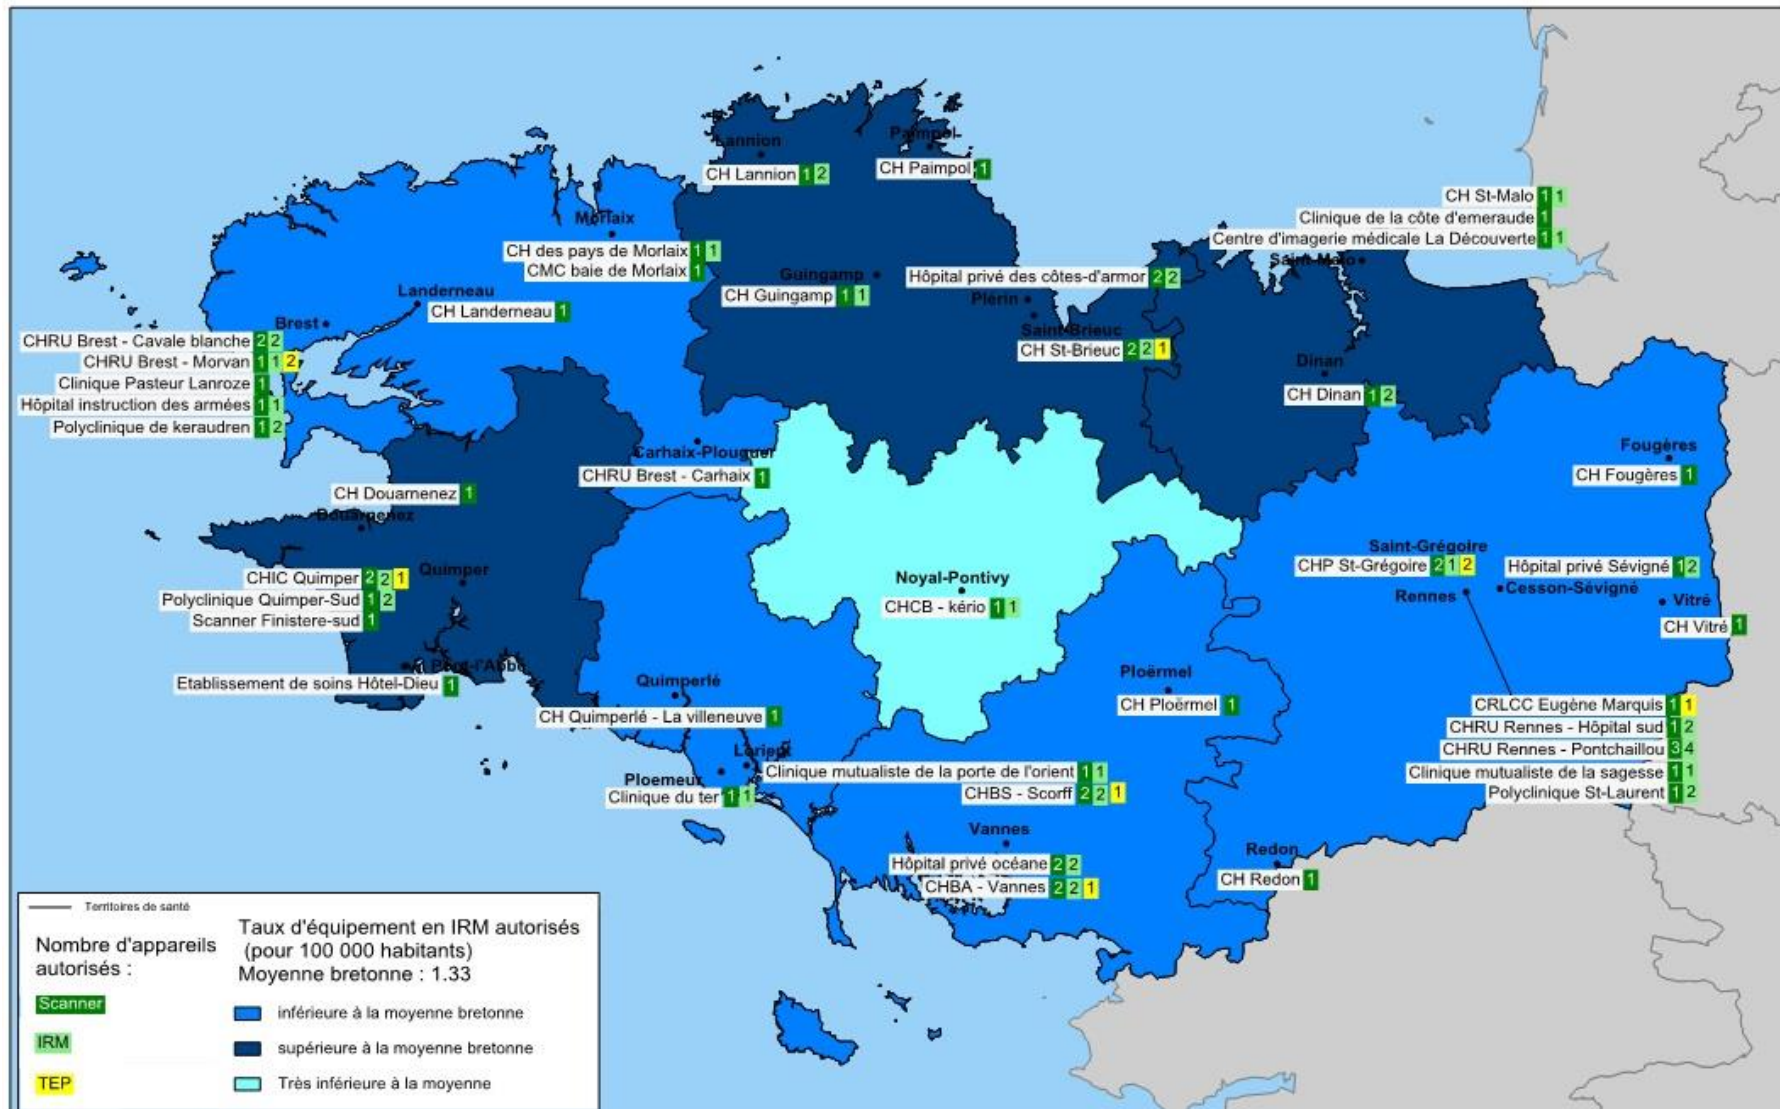 Lannion
Paimpol
CH Lannion 1 2
CH Paimpol 1
CH St-Malo 1 1
Clinique de la côte d'emeraude 1
Centre d'imagerie médicale La Découverte 1 1
Saint-Malo
Morlaix
CH des pays de Morlaix 1 1
CMC baie de Morlaix 1
Guingamp
CH Guingamp 1 1
Hôpital privé des côtes-d'armor 2 2
Plérin
Saint-Brieuc
CH St-Brieuc 2 2 1
Landerneau
CH Landerneau 1
Brest
CHRU Brest - Cavale blanche 2 2
CHRU Brest - Morvan 1 1 2
Clinique Pasteur Lanroze 1
Hôpital instruction des armées 1 1
Polyclinique de keraudren 1 2
Dinan
CH Dinan 1 2
Carhaix-Plouguer
CHRU Brest - Carhaix 1
Fougères
CH Fougères 1
CH Douarnenez 1
Douarnenez
CHIC Quimper 2 2 1
Polyclinique Quimper-Sud 1 2
Scanner Finistere-sud 1
Quimper
Noyal-Pontivy
CHCB - kério 1 1
Saint-Grégoire
CHP St-Grégoire 2 1 2
Hôpital privé Sévigné 1 2
Rennes
Cesson-Sévigné
Vitré
CH Vitré 1
Pont-l'Abbé
Etablissement de soins Hôtel-Dieu 1
Quimperlé
CH Quimperlé - La villeneuve 1
Ploërmel
CH Ploërmel 1
CRLCC Eugène Marquis 1 1
CHRU Rennes - Hôpital sud 1 2
CHRU Rennes - Pontchaillou 3 4
Clinique mutualiste de la sagesse 1 1
Polyclinique St-Laurent 1 2
Lorient
Ploemeur
Clinique du ter 1 1
Clinique mutualiste de la porte de l'orient 1 1
CHBS - Scorff 2 2 1
Vannes
Hôpital privé océane 2 2
CHBA - Vannes 2 2 1
Redon
CH Redon 1
Territoires de santé
Nombre d'appareils
autorisés :
Scanner
IRM
TEP
Taux d'équipement en IRM autorisés
(pour 100 000 habitants)
Moyenne bretonne : 1.33
inférieure à la moyenne bretonne
supérieure à la moyenne bretonne
Très inférieure à la moyenne